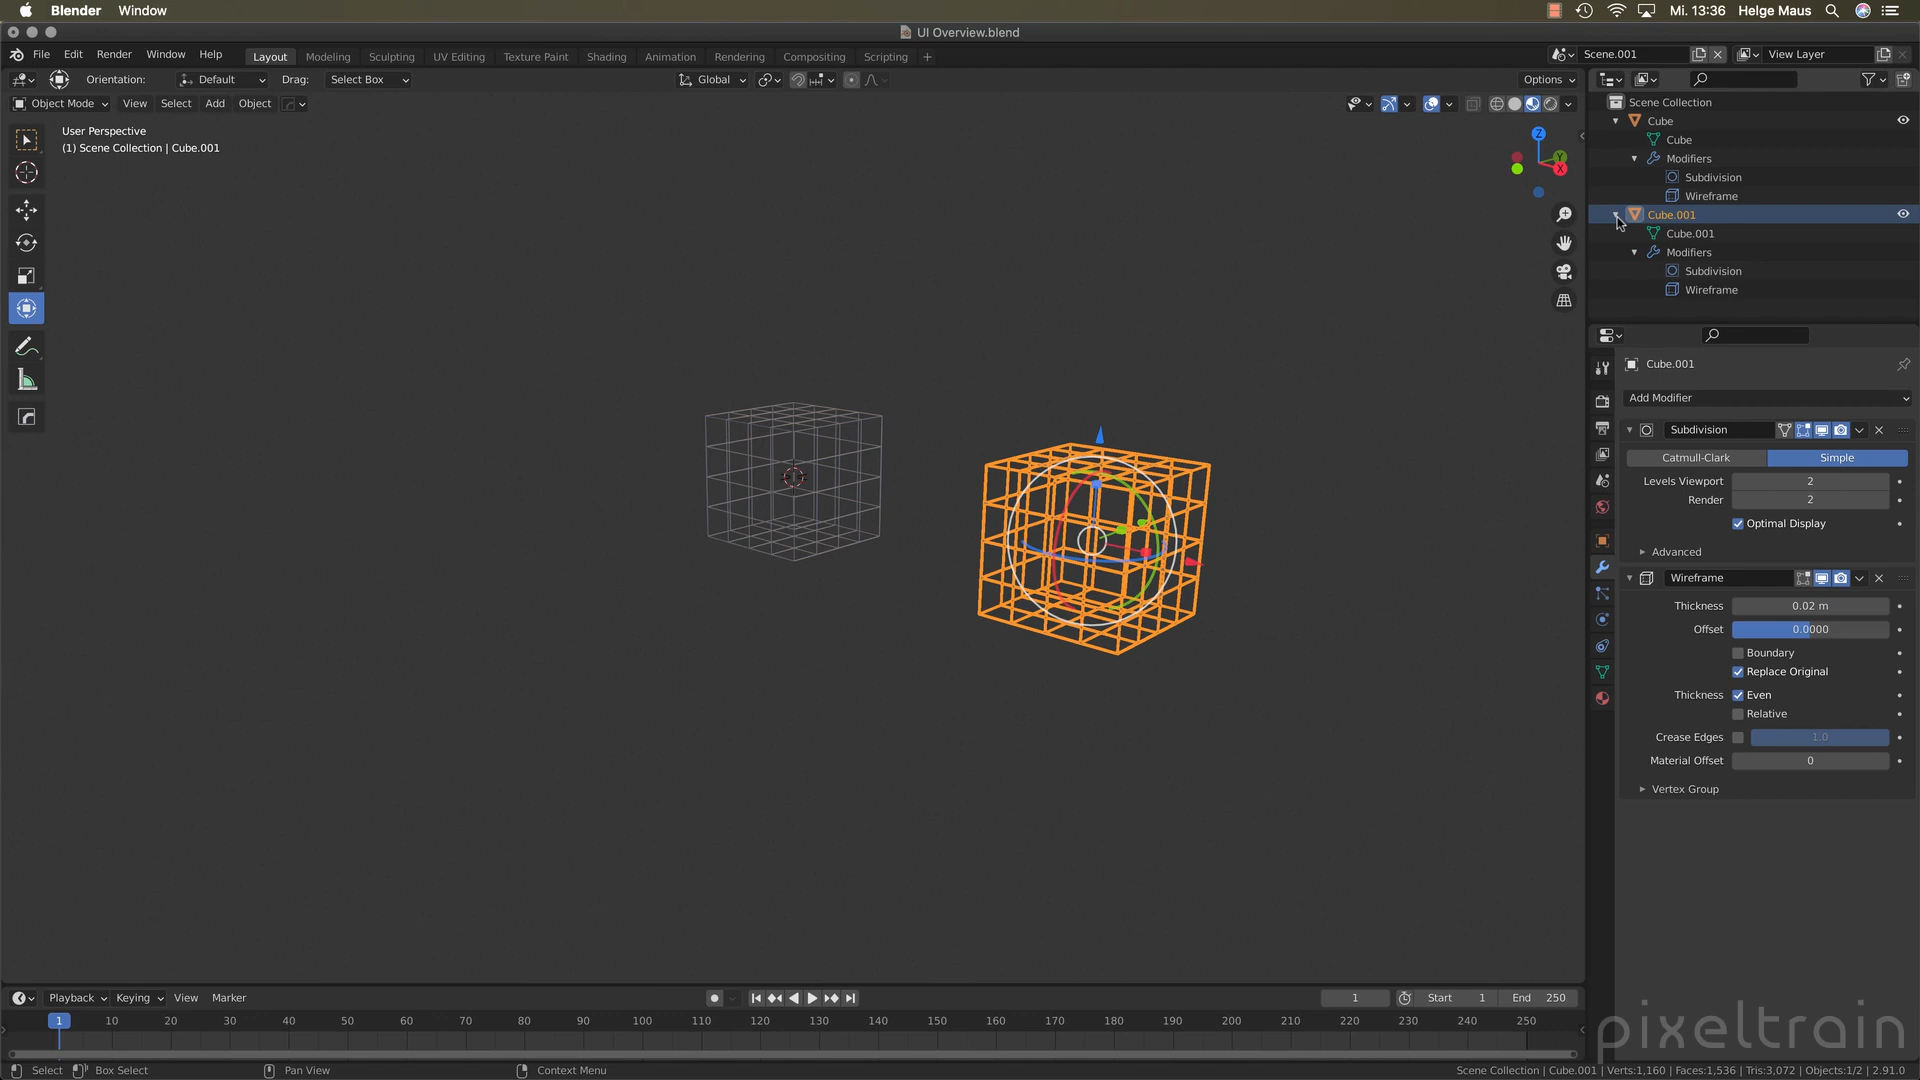 Blender Window Mi. 13:36 Helge Maus
UI Overview.blend
File Edit Render Window Help Layout Modeling Sculpting UV Editing Texture Paint Shading Animation Rendering Compositing Scripting + Scene.001 View Layer
Orientation: Default Drag: Select Box Global Options
Object Mode View Select Add Object
User Perspective
(1) Scene Collection | Cube.001
Z
Y
X
Scene Collection
Cube
Cube
Modifiers
Subdivision
Wireframe
Cube.001
Cube.001
Modifiers
Subdivision
Wireframe
Cube.001
Add Modifier
Subdivision
Catmull-Clark Simple
Levels Viewport 2
Render 2
Optimal Display
Advanced
Wireframe
Thickness 0.02 m
Offset 0.0000
Boundary
Replace Original
Thickness Even
Relative
Crease Edges 1.0
Material Offset 0
Vertex Group
Playback Keying View Marker 1 Start 1 End 250
1 10 20 30 40 50 60 70 80 90 100 110 120 130 140 150 160 170 180 190 200 210 220 230 240 250
pixeltrain
Select Box Select Pan View Context Menu Scene Collection | Cube.001 | Verts:1,160 | Faces:1,536 | Tris:3,072 | Objects:1/2 | 2.91.0